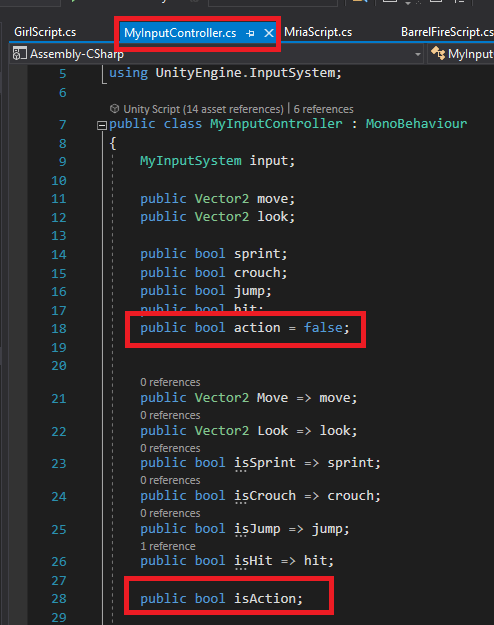 GirlScript.cs
MyInputController.cs
MriaScript.cs
BarrelFireScript.cs
Assembly-CSharp
MyInput
5 using UnityEngine.InputSystem;
6
Unity Script (14 asset references) | 6 references
7 public class MyInputController : MonoBehaviour
8 {
9 MyInputSystem input;
10
11 public Vector2 move;
12 public Vector2 look;
13
14 public bool sprint;
15 public bool crouch;
16 public bool jump;
17 public bool hit;
18 public bool action = false;
19
20
0 references
21 public Vector2 Move => move;
0 references
22 public Vector2 Look => look;
0 references
23 public bool isSprint => sprint;
0 references
24 public bool isCrouch => crouch;
0 references
25 public bool isJump => jump;
1 reference
26 public bool isHit => hit;
27
28 public bool isAction;
29